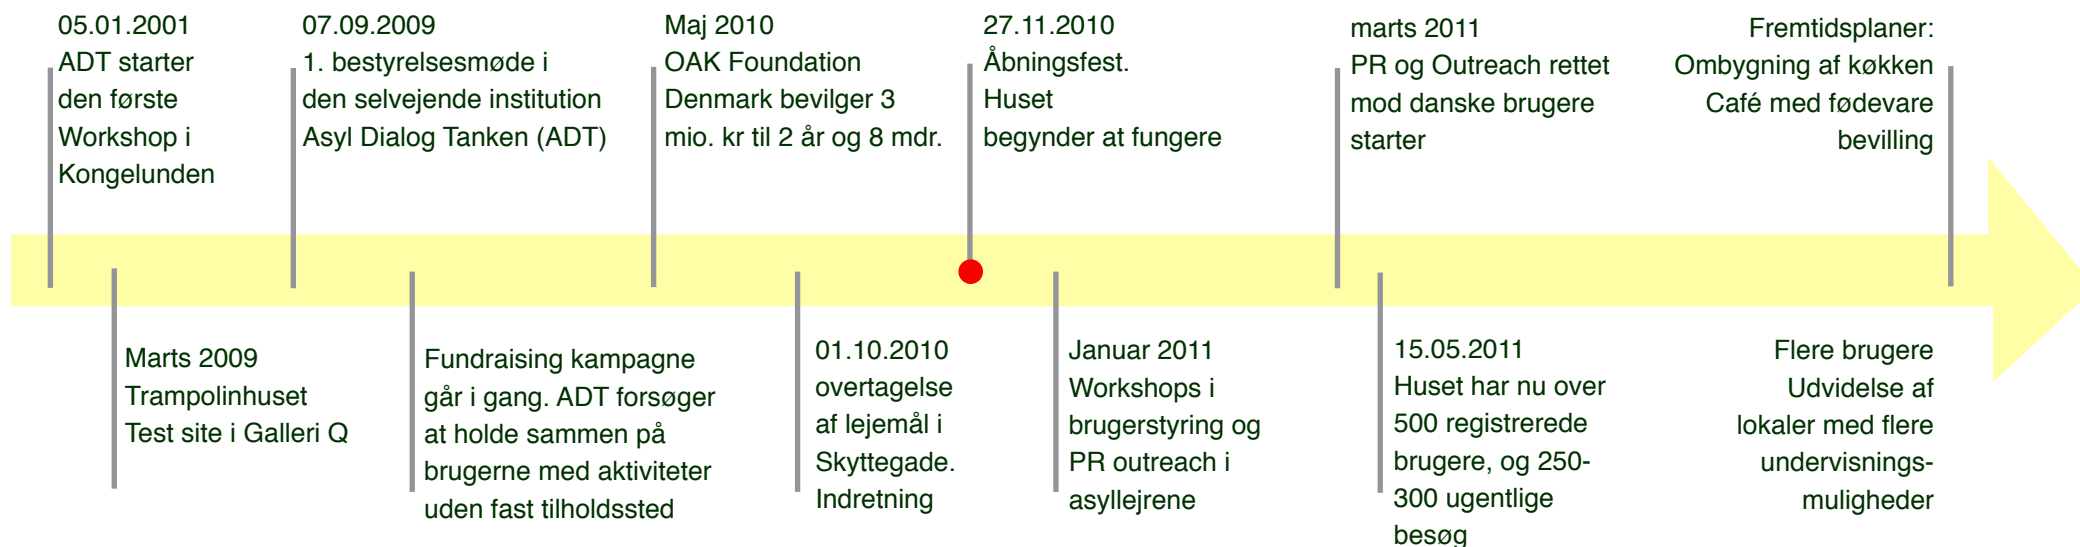 05.01.2001
ADT starter
den første
Workshop i
Kongelunden
07.09.2009
1. bestyrelsesmøde i
den selvejende institution
Asyl Dialog Tanken (ADT)
Maj 2010
OAK Foundation
Denmark bevilger 3
mio. kr til 2 år og 8 mdr.
27.11.2010
Åbningsfest.
Huset
begynder at fungere
marts 2011
PR og Outreach rettet
mod danske brugere
starter
Fremtidsplaner:
Ombygning af køkken
Café med fødevare
bevilling
Marts 2009
Trampolinhuset
Test site i Galleri Q
Fundraising kampagne
går i gang. ADT forsøger
at holde sammen på
brugerne med aktiviteter
uden fast tilholdssted
01.10.2010
overtagelse
af lejemål i
Skyttegade.
Indretning
Januar 2011
Workshops i
brugerstyring og
PR outreach i
asyllejrene
15.05.2011
Huset har nu over
500 registrerede
brugere, og 250-
300 ugentlige
besøg
Flere brugere
Udvidelse af
lokaler med flere
undervisnings-
muligheder